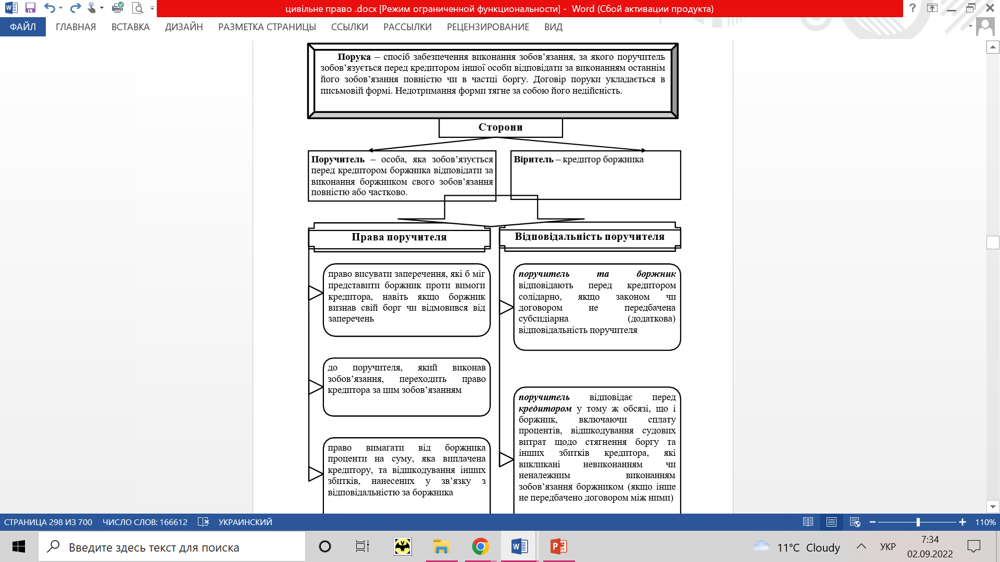 цивільне право .docx [Режим ограниченной функциональности] - Word (Сбой активации продукта)
ФАЙЛ ГЛАВНАЯ ВСТАВКА ДИЗАЙН РАЗМЕТКА СТРАНИЦЫ ССЫЛКИ РАССЫЛКИ РЕЦЕНЗИРОВАНИЕ ВИД
Порука – спосіб забезпечення виконання зобов’язання, за якого поручитель
зобов’язується перед кредитором іншої особи відповідати за виконанням останнім
його зобов’язання повністю чи в частці боргу. Договір поруки укладається в
письмовій формі. Недотримання форми тягне за собою його недійсність.
Сторони
Поручитель – особа, яка зобов’язується
перед кредитором боржника відповідати за
виконання боржником свого зобов’язання
повністю або частково.
Віритель – кредитор боржника
Права поручителя
право висувати заперечення, які б міг
представити боржник проти вимоги
кредитора, навіть якщо боржник
визнав свій борг чи відмовився від
заперечень
до поручителя, який виконав
зобов’язання, переходить право
кредитора за цим зобов’язанням
право вимагати від боржника
проценти на суму, яка виплачена
кредитору, та відшкодування інших
збитків, нанесених у зв’язку з
відповідальністю за боржника
Відповідальність поручителя
поручитель та боржник
відповідають перед кредитором
солідарно, якщо законом чи
договором не передбачена
субсидіарна (додаткова)
відповідальність поручителя
поручитель відповідає перед
кредитором у тому ж обсязі, що і
боржник, включаючи сплату
процентів, відшкодування судових
витрат щодо стягнення боргу та
інших збитків кредитора, які
викликані невиконанням чи
неналежним виконанням
зобов’язання боржником (якщо інше
не передбачено договором між ними)
СТРАНИЦА 298 ИЗ 700 ЧИСЛО СЛОВ: 166612 УКРАИНСКИЙ 110%
Введите здесь текст для поиска
11°C Cloudy
УКР
7:34
02.09.2022